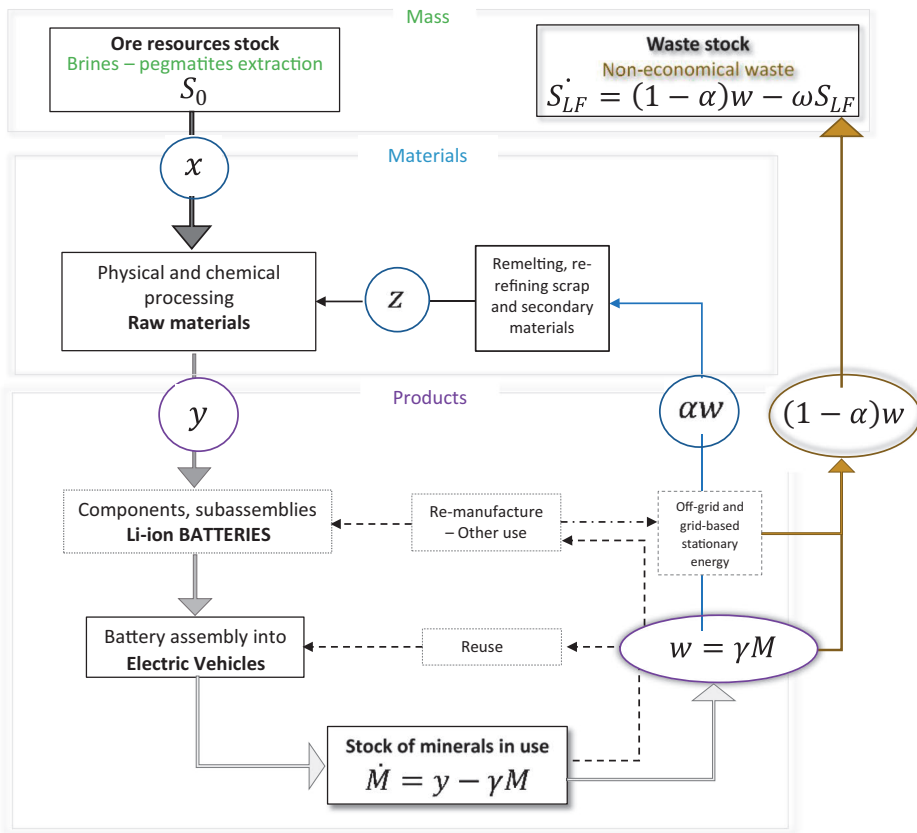 Mass
Ore resources stock
Brines – pegmatites extraction
S₀
Waste stock
Non-economical waste
Ṡ_LF = (1 − α)w − ωS_LF
x
Materials
Physical and chemical
processing
Raw materials
z
Remelting, re-
refining scrap
and secondary
materials
Products
y
αw
(1 − α)w
Components, subassemblies
Li-ion BATTERIES
Re-manufacture
– Other use
Off-grid and
grid-based
stationary
energy
Battery assembly into
Electric Vehicles
Reuse
w = γM
Stock of minerals in use
Ṁ = y − γM